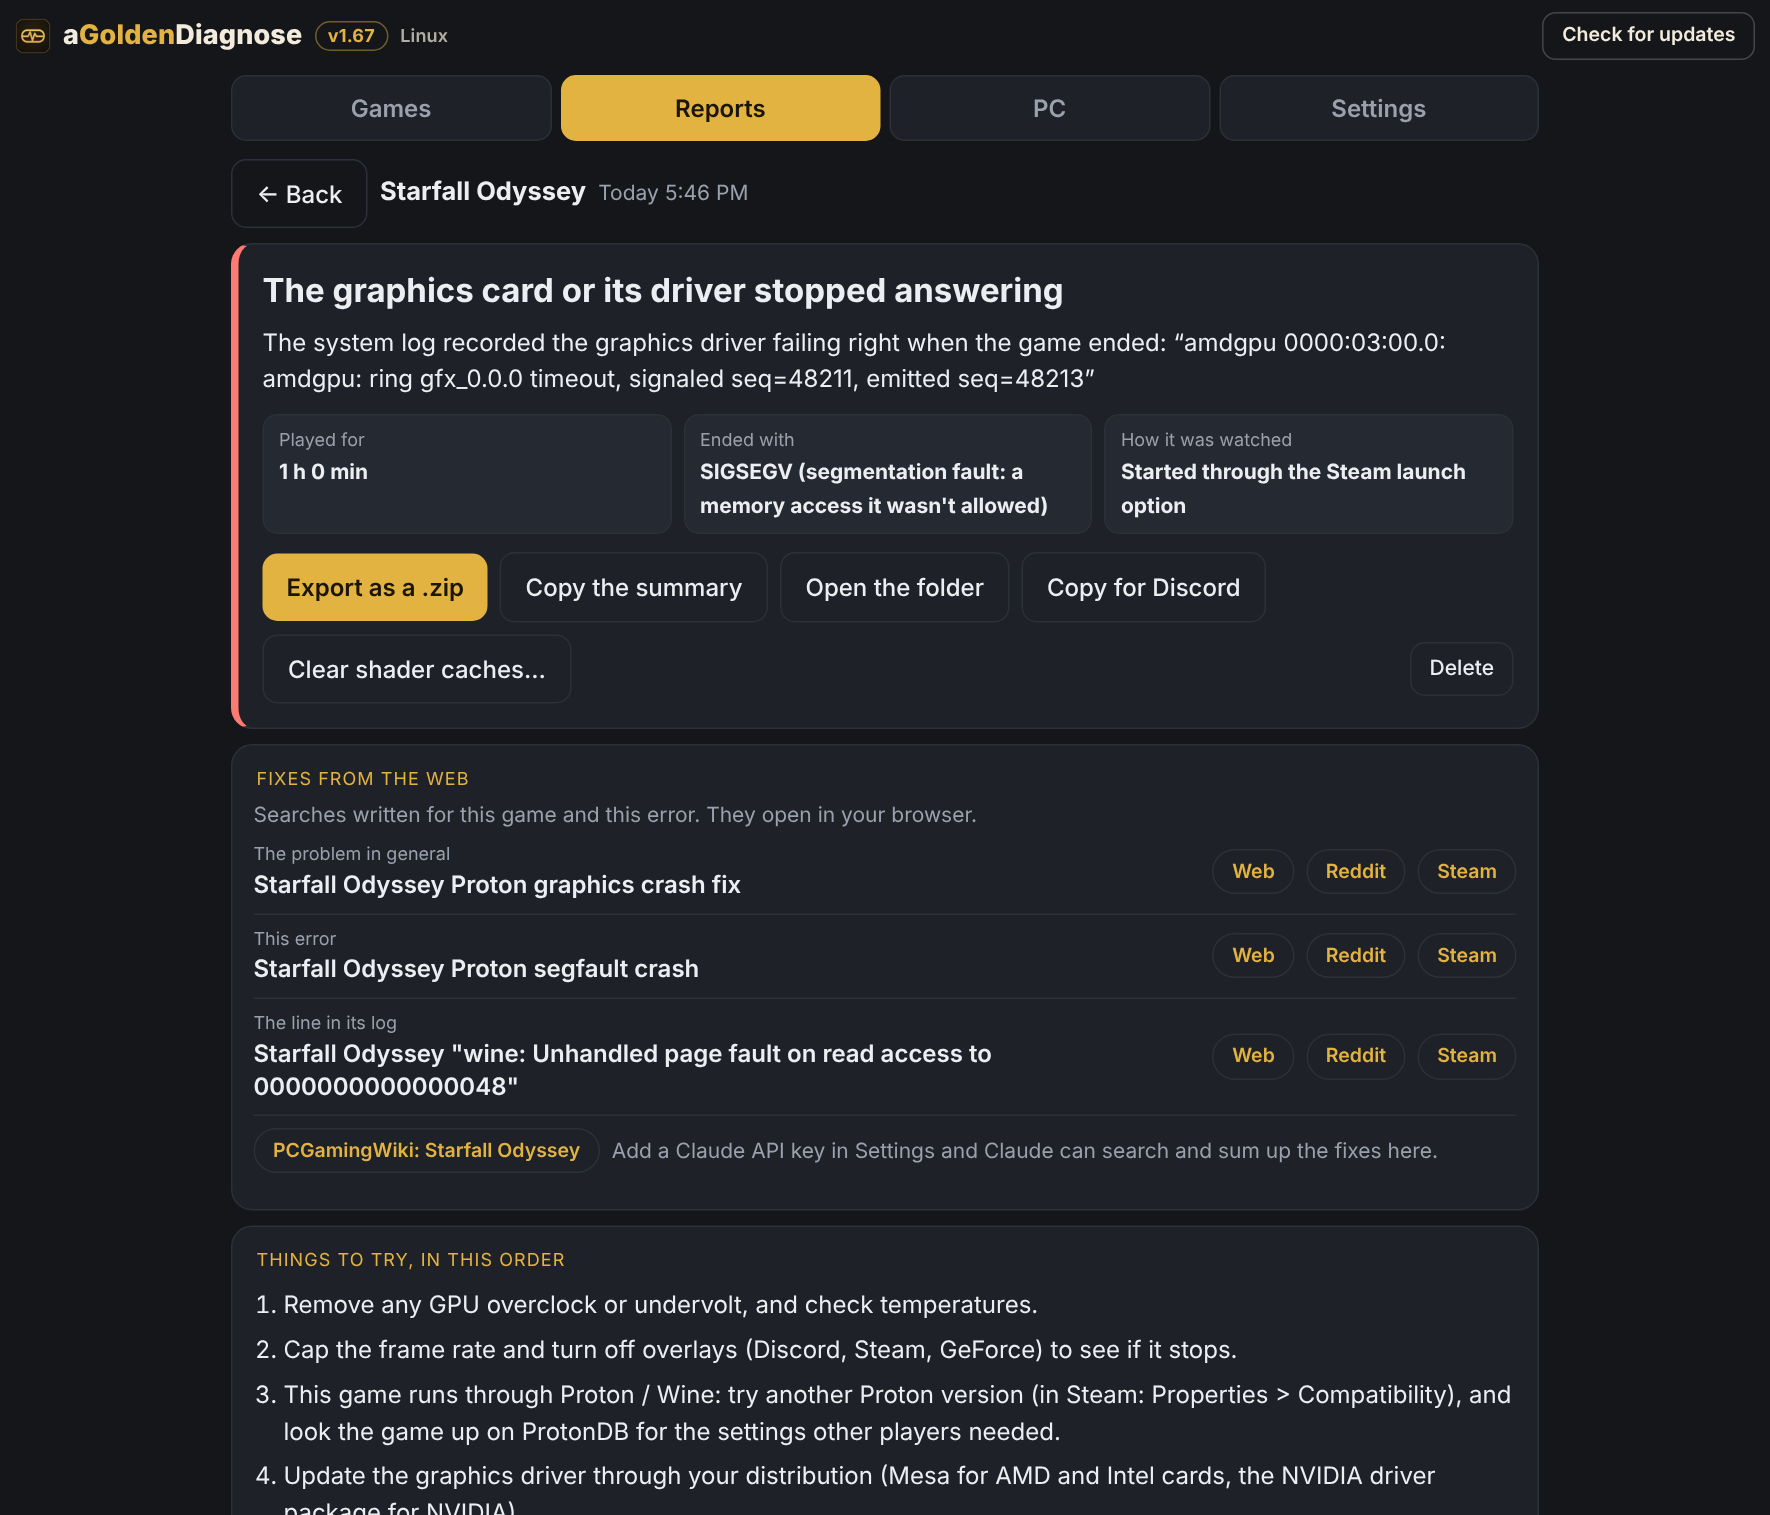 aGoldenDiagnose v1.67 Linux Check for updates
Games Reports PC Settings
← Back Starfall Odyssey Today 5:46 PM
The graphics card or its driver stopped answering
The system log recorded the graphics driver failing right when the game ended: “amdgpu 0000:03:00.0:
amdgpu: ring gfx_0.0.0 timeout, signaled seq=48211, emitted seq=48213”
Played for
1 h 0 min
Ended with
SIGSEGV (segmentation fault: a
memory access it wasn't allowed)
How it was watched
Started through the Steam launch
option
Export as a .zip Copy the summary Open the folder Copy for Discord
Clear shader caches... Delete
FIXES FROM THE WEB
Searches written for this game and this error. They open in your browser.
The problem in general
Starfall Odyssey Proton graphics crash fix
Web Reddit Steam
This error
Starfall Odyssey Proton segfault crash
Web Reddit Steam
The line in its log
Starfall Odyssey "wine: Unhandled page fault on read access to
0000000000000048"
Web Reddit Steam
PCGamingWiki: Starfall Odyssey Add a Claude API key in Settings and Claude can search and sum up the fixes here.
THINGS TO TRY, IN THIS ORDER
1. Remove any GPU overclock or undervolt, and check temperatures.
2. Cap the frame rate and turn off overlays (Discord, Steam, GeForce) to see if it stops.
3. This game runs through Proton / Wine: try another Proton version (in Steam: Properties > Compatibility), and
look the game up on ProtonDB for the settings other players needed.
4. Update the graphics driver through your distribution (Mesa for AMD and Intel cards, the NVIDIA driver
package for NVIDIA)